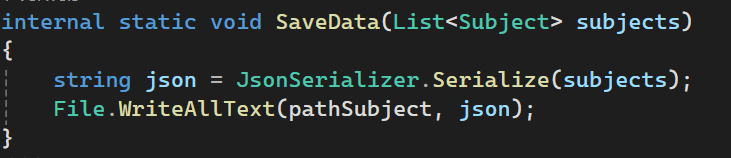 internal static void SaveData(List<Subject> subjects)
{
string json = JsonSerializer.Serialize(subjects);
File.WriteAllText(pathSubject, json);
}